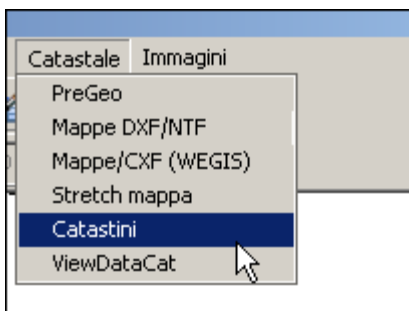 Catastale Immagini
PreGeo
Mappe DXF/NTF
Mappe/CXF (WEGIS)
Stretch mappa
Catastini
ViewDataCat